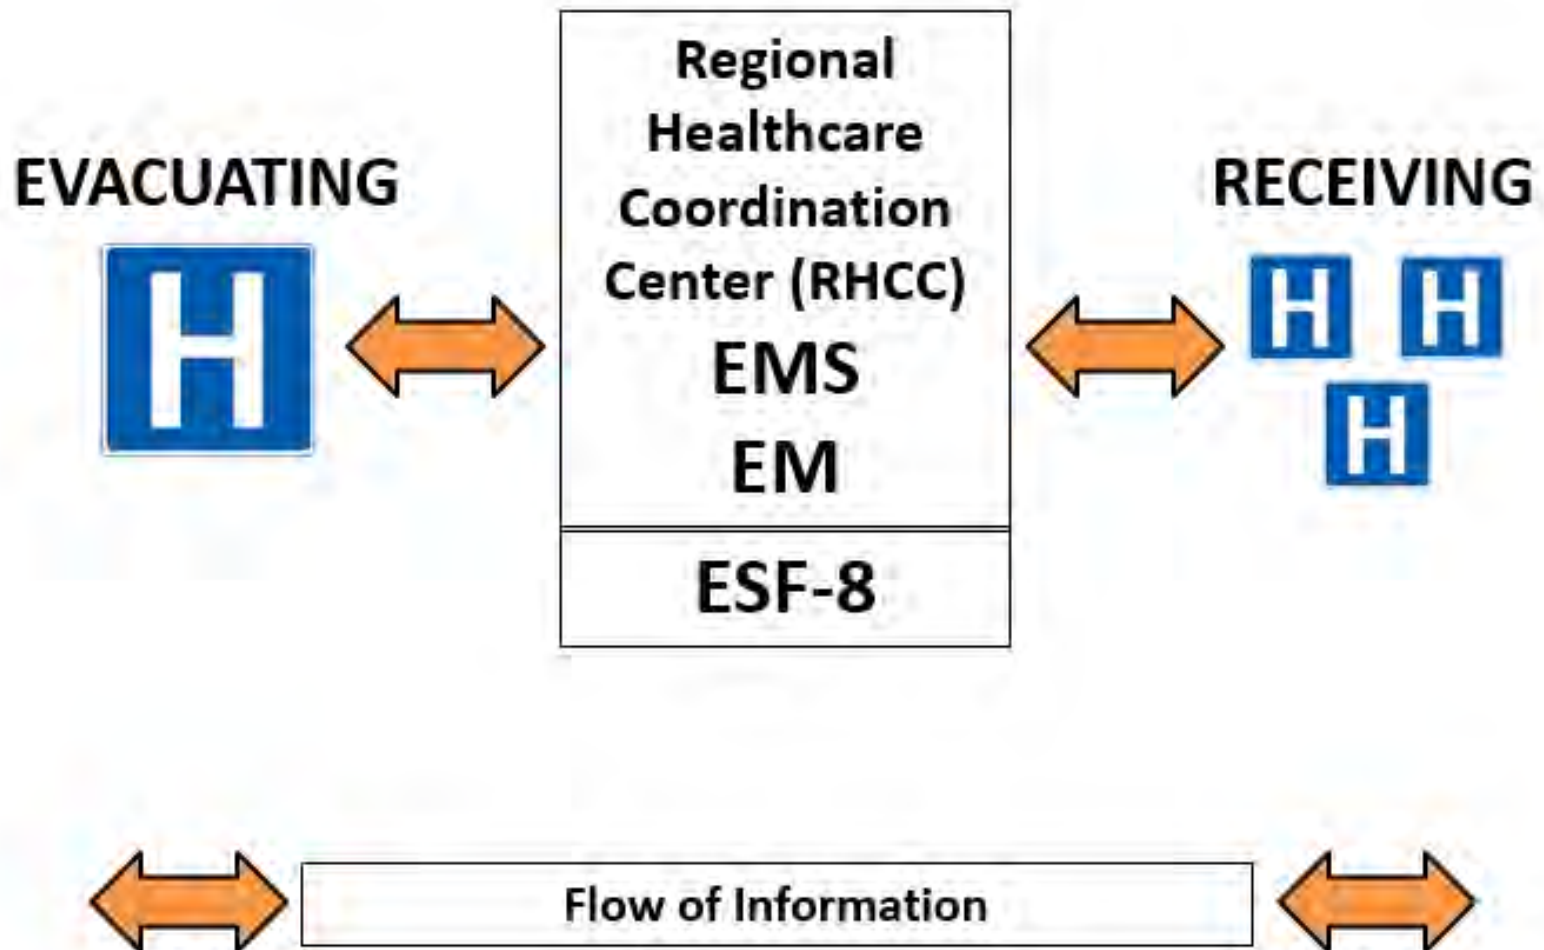 EVACUATING
H
Regional
Healthcare
Coordination
Center (RHCC)
EMS
EM
ESF-8
RECEIVING
H H
H
Flow of Information